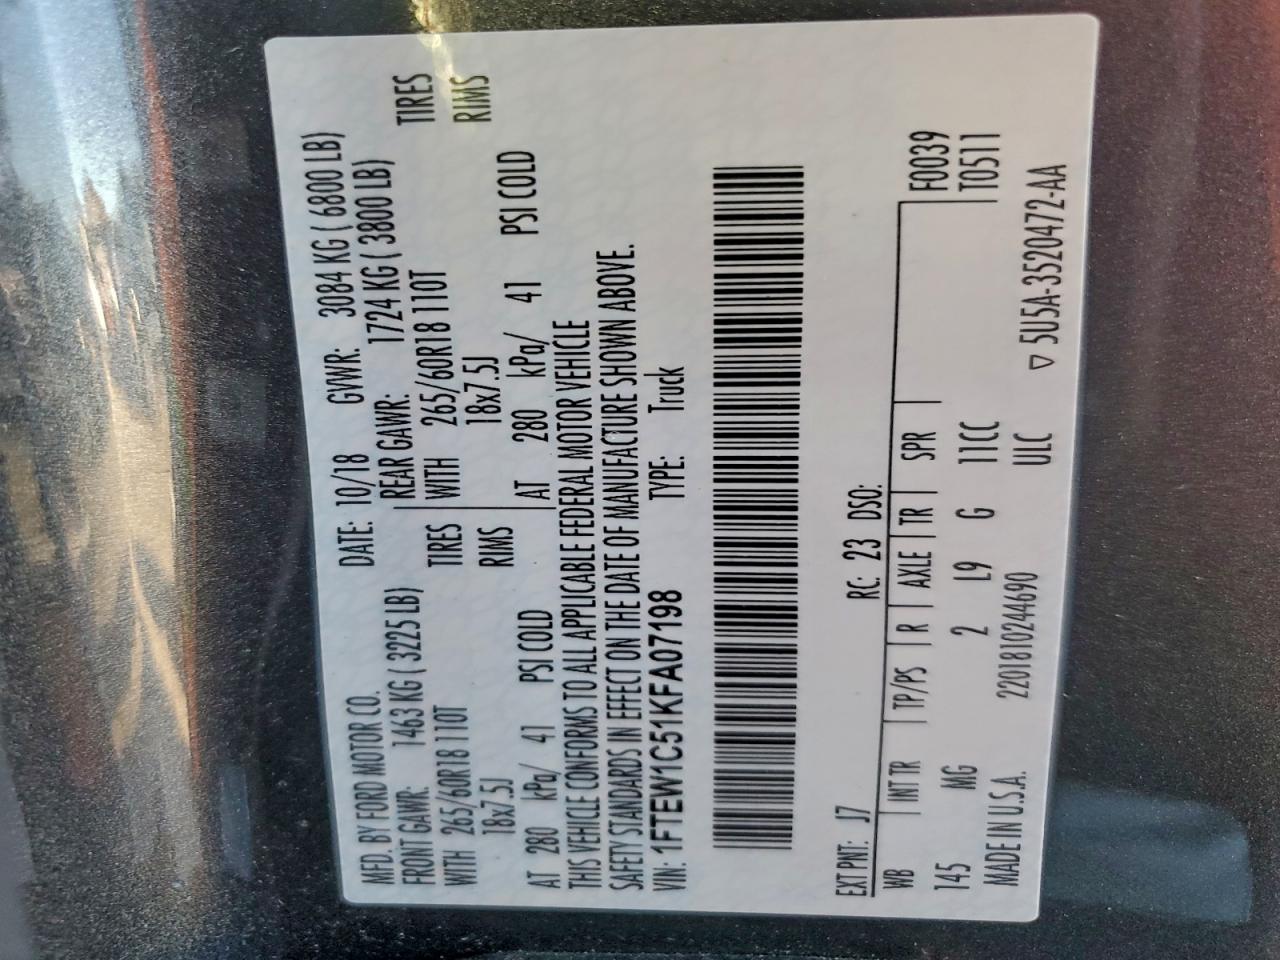 MFD. BY FORD MOTOR CO.
DATE: 10/18 GVWR: 3084 KG ( 6800 LB)
FRONT GAWR: 1463 KG ( 3225 LB) REAR GAWR: 1724 KG ( 3800 LB)
WITH 265/60R18 110T TIRES WITH 265/60R18 110T TIRES
18x7.5J RIMS 18x7.5J RIMS
AT 280 kPa/ 41 PSI COLD AT 280 kPa/ 41 PSI COLD
THIS VEHICLE CONFORMS TO ALL APPLICABLE FEDERAL MOTOR VEHICLE
SAFETY STANDARDS IN EFFECT ON THE DATE OF MANUFACTURE SHOWN ABOVE.
VIN: 1FTEW1C51KFA07198 TYPE: Truck
EXT PNT: J7 RC: 23 DSO:
WB INT TR TP/PS R AXLE TR SPR F0039
145 MG 2 L9 G 11CC T0511
MADE IN U.S.A. 2201810244690 ULC ▽ 5U5A-3520472-AA